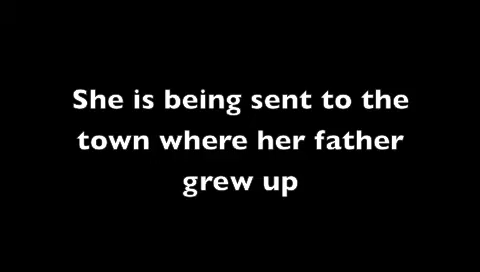 She is being sent to the
town where her father
grew up